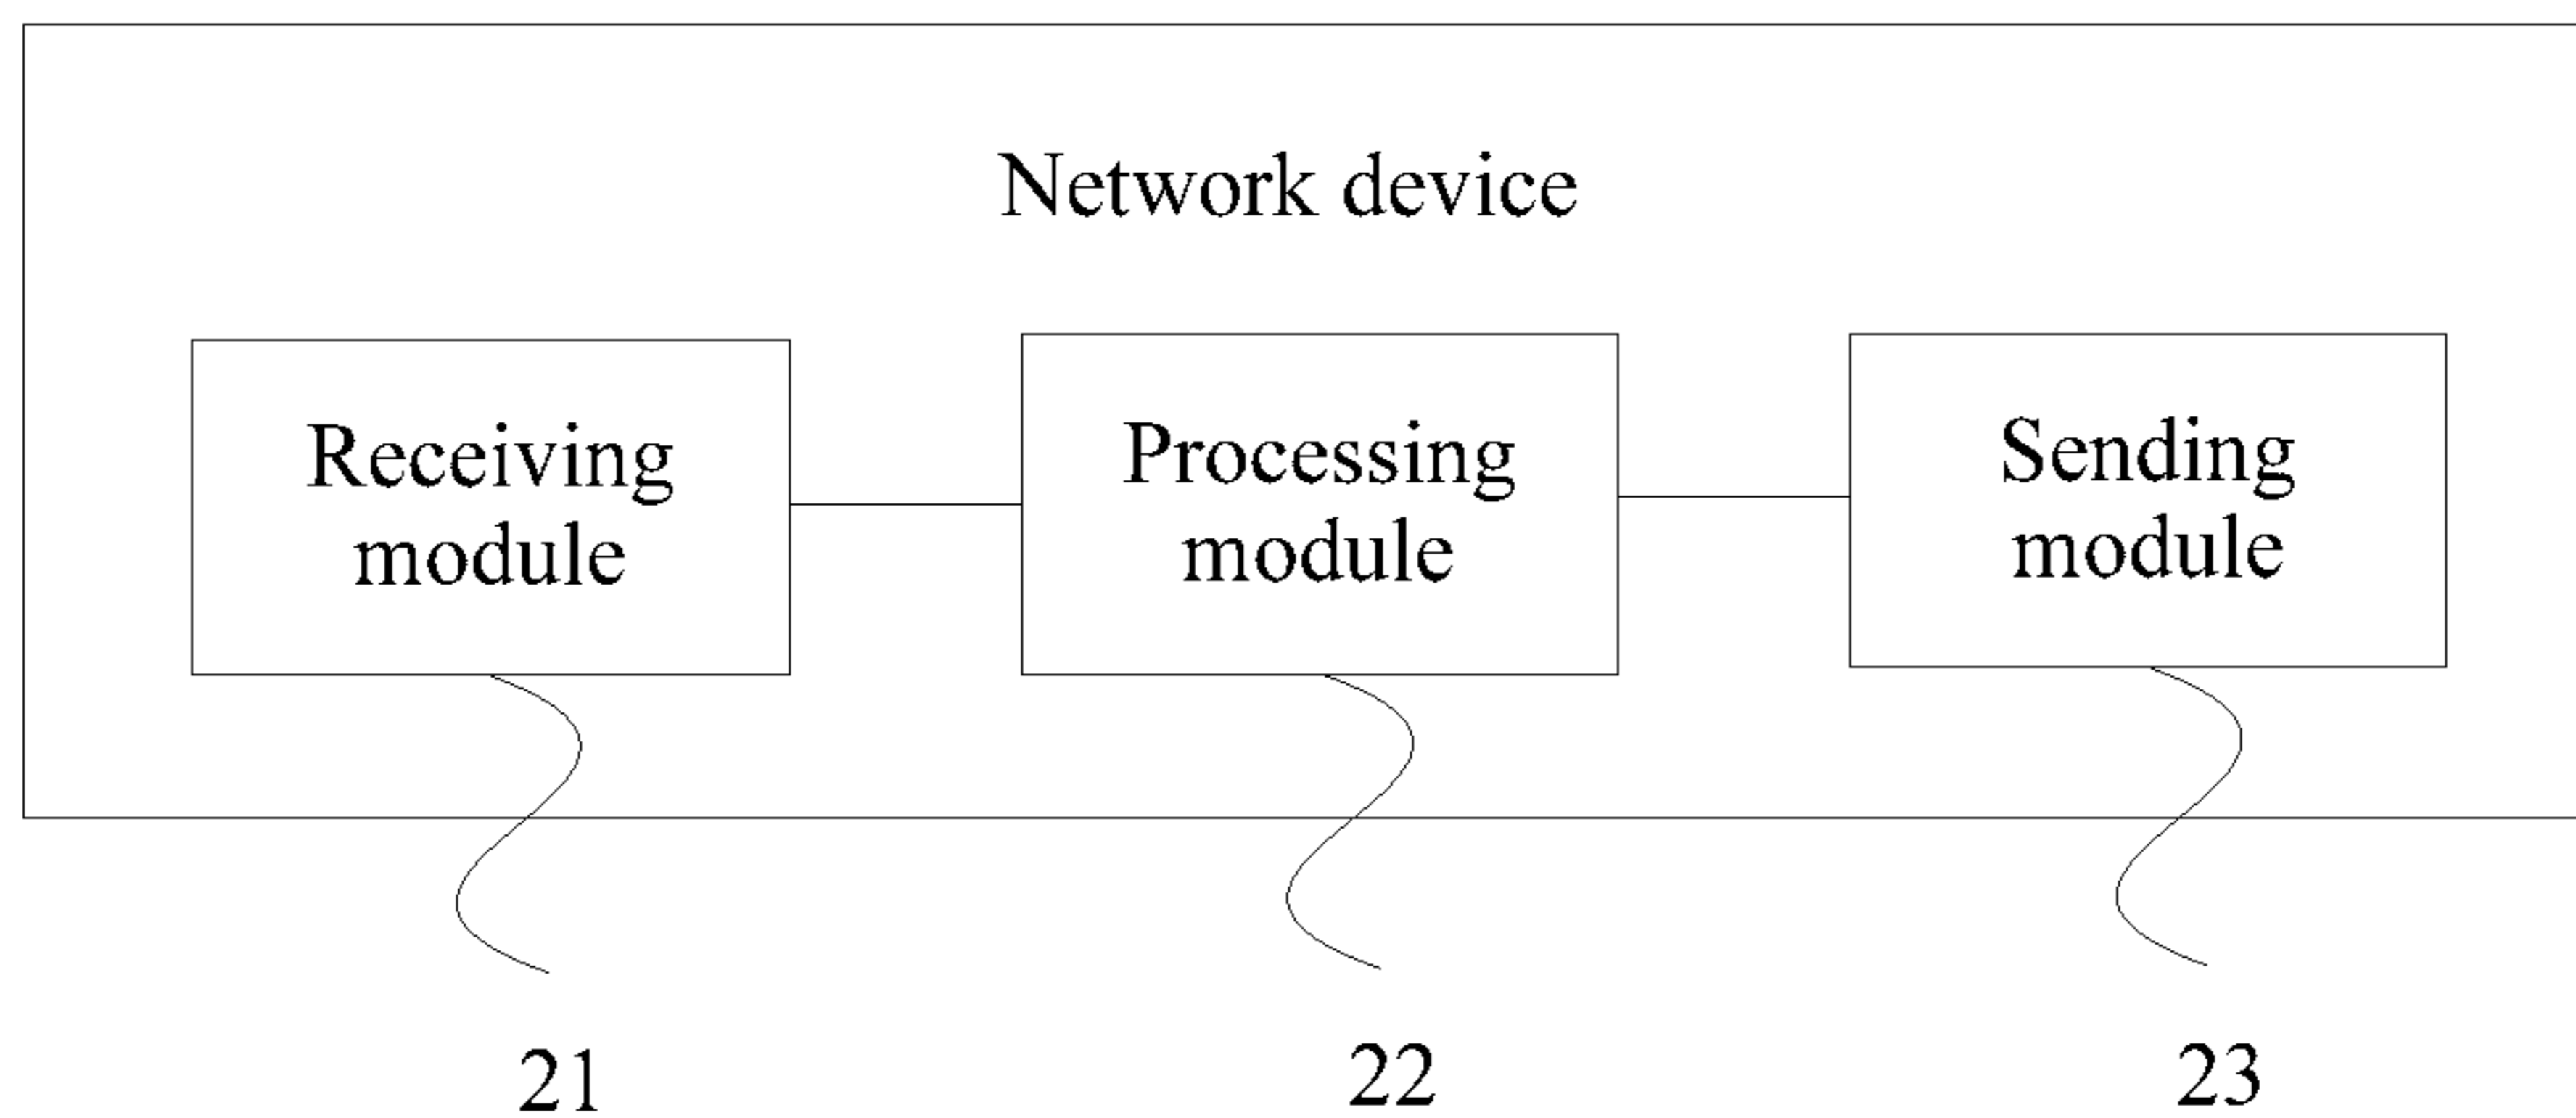 Network device
Receiving
module
Processing
module
Sending
module
21
22
23